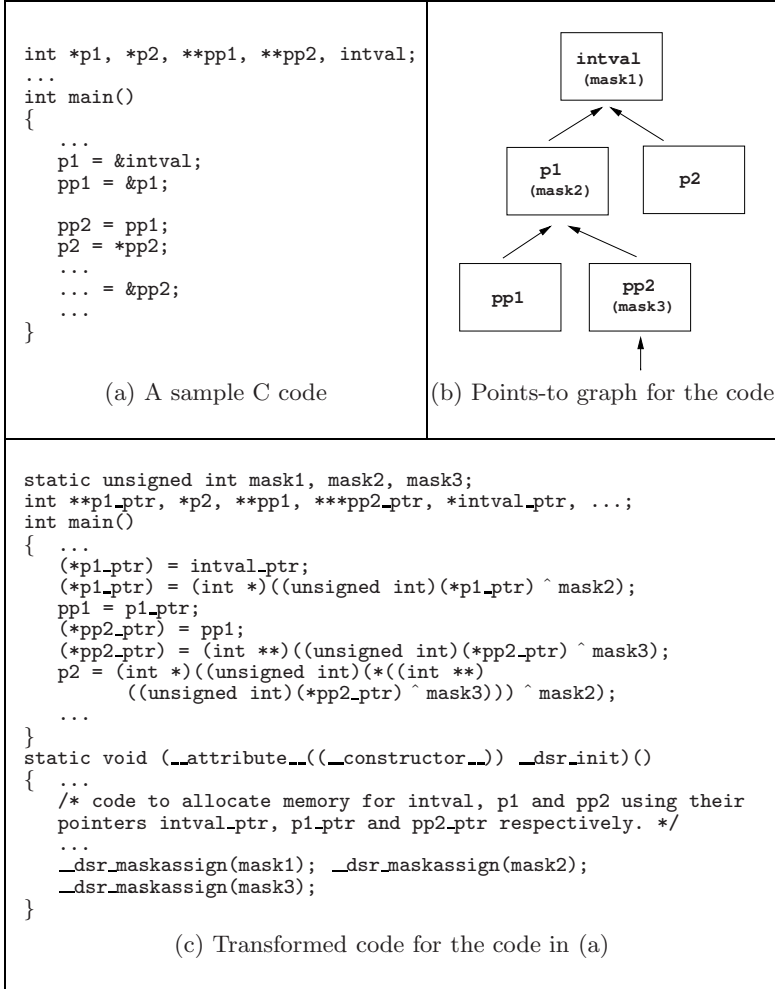 int *p1, *p2, **pp1, **pp2, intval;
...
int main()
{
...
p1 = &intval;
pp1 = &p1;
pp2 = pp1;
p2 = *pp2;
...
... = &pp2;
...
}
(a) A sample C code
intval
(mask1)
p1
(mask2)
p2
pp1
pp2
(mask3)
(b) Points-to graph for the code
static unsigned int mask1, mask2, mask3;
int **p1_ptr, *p2, **pp1, ***pp2_ptr, *intval_ptr, ...;
int main()
{ ...
(*p1_ptr) = intval_ptr;
(*p1_ptr) = (int *)((unsigned int)(*p1_ptr) ^ mask2);
pp1 = p1_ptr;
(*pp2_ptr) = pp1;
(*pp2_ptr) = (int **)((unsigned int)(*pp2_ptr) ^ mask3);
p2 = (int *)((unsigned int)(*((int **)
((unsigned int)(*pp2_ptr) ^ mask3))) ^ mask2);
...
}
static void (__attribute__((__constructor__)) __dsr_init)()
{ ...
/* code to allocate memory for intval, p1 and pp2 using their
pointers intval_ptr, p1_ptr and pp2_ptr respectively. */
...
__dsr_maskassign(mask1); __dsr_maskassign(mask2);
__dsr_maskassign(mask3);
}
(c) Transformed code for the code in (a)